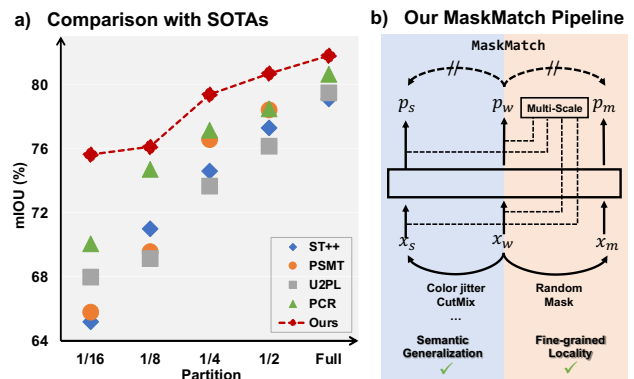 a) Comparison with SOTAs
mIOU (%)
80
76
72
68
64
1/16 1/8 1/4 1/2 Full
Partition
ST++
PSMT
U2PL
PCR
Ours
b) Our MaskMatch Pipeline
MaskMatch
p_s p_w p_m
Multi-Scale
x_s x_w x_m
Color jitter
CutMix
...
Random
Mask
Semantic
Generalization
Fine-grained
Locality